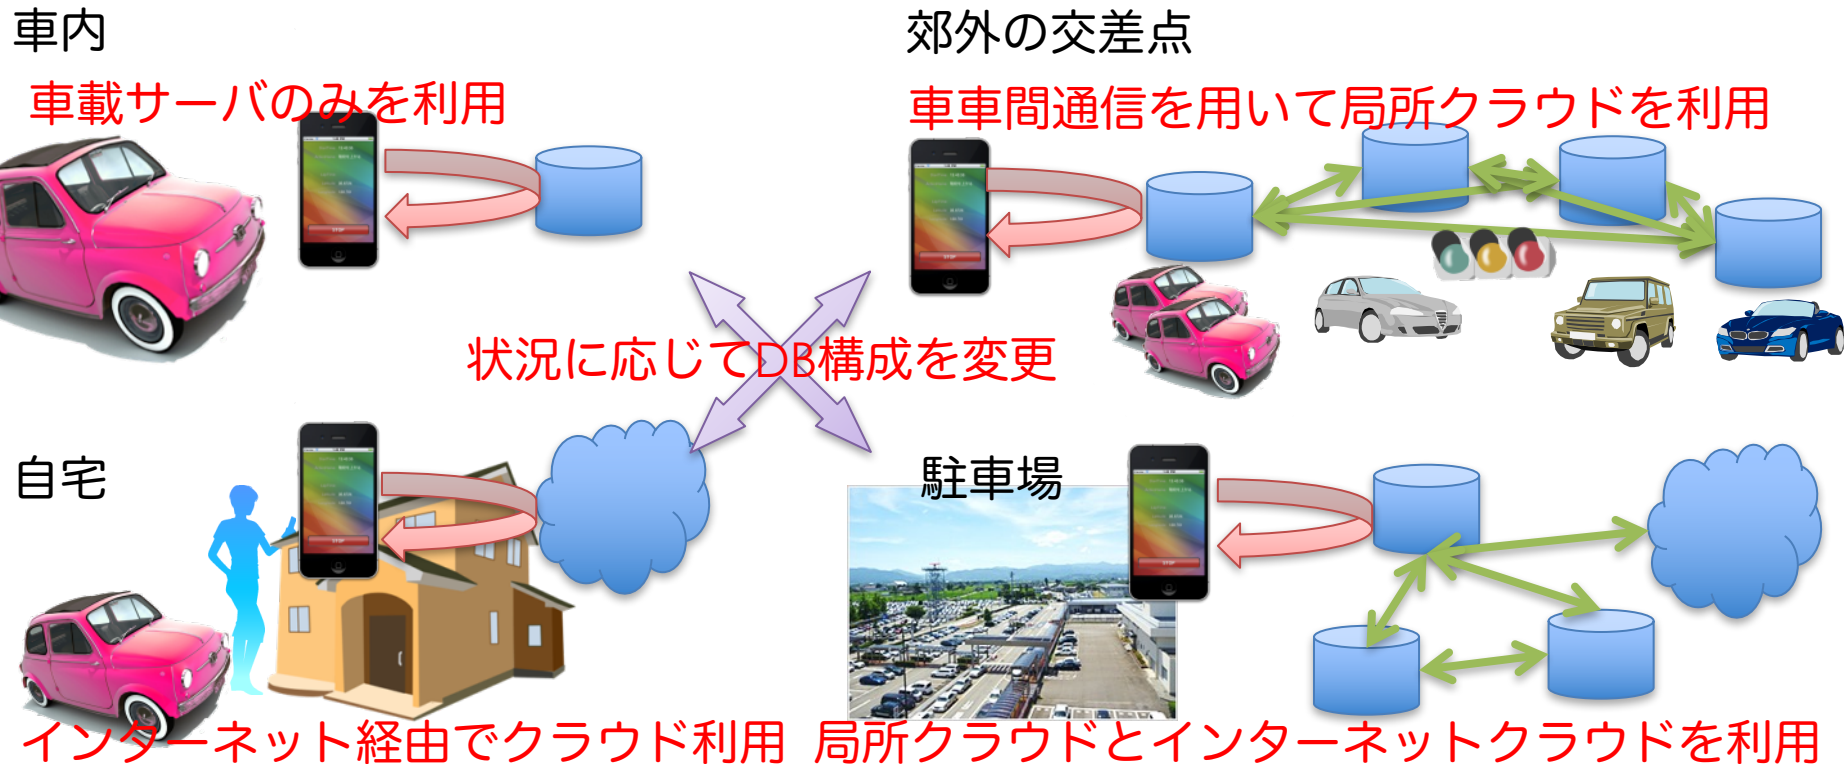 車内
車載サーバのみを利用
郊外の交差点
車車間通信を用いて局所クラウドを利用
状況に応じてDB構成を変更
自宅
インターネット経由でクラウド利用
駐車場
局所クラウドとインターネットクラウドを利用
STOP
STOP
STOP
STOP